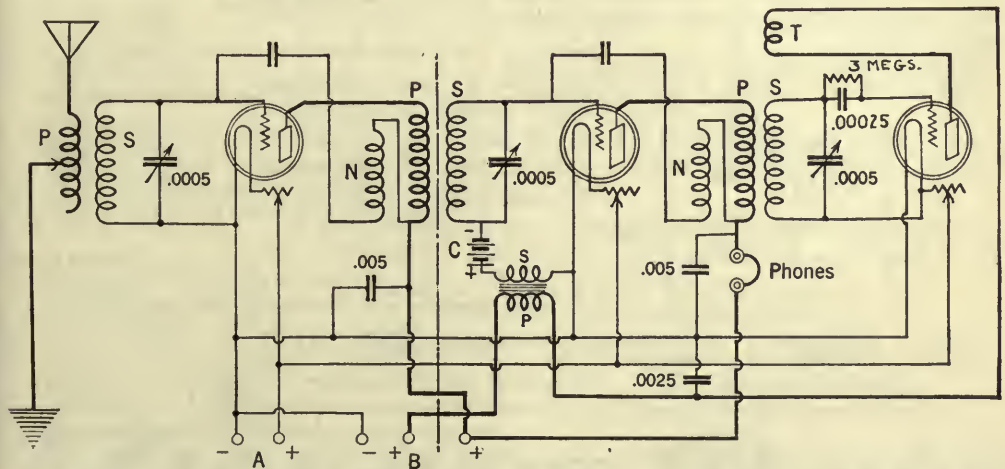 T
3 MEGS.
P
S
P
S
.00025
P
S
.0005
N
.0005
N
.0005
-
C
+
S
.005
.005
Phones
P
.0025
- + - + +
A B